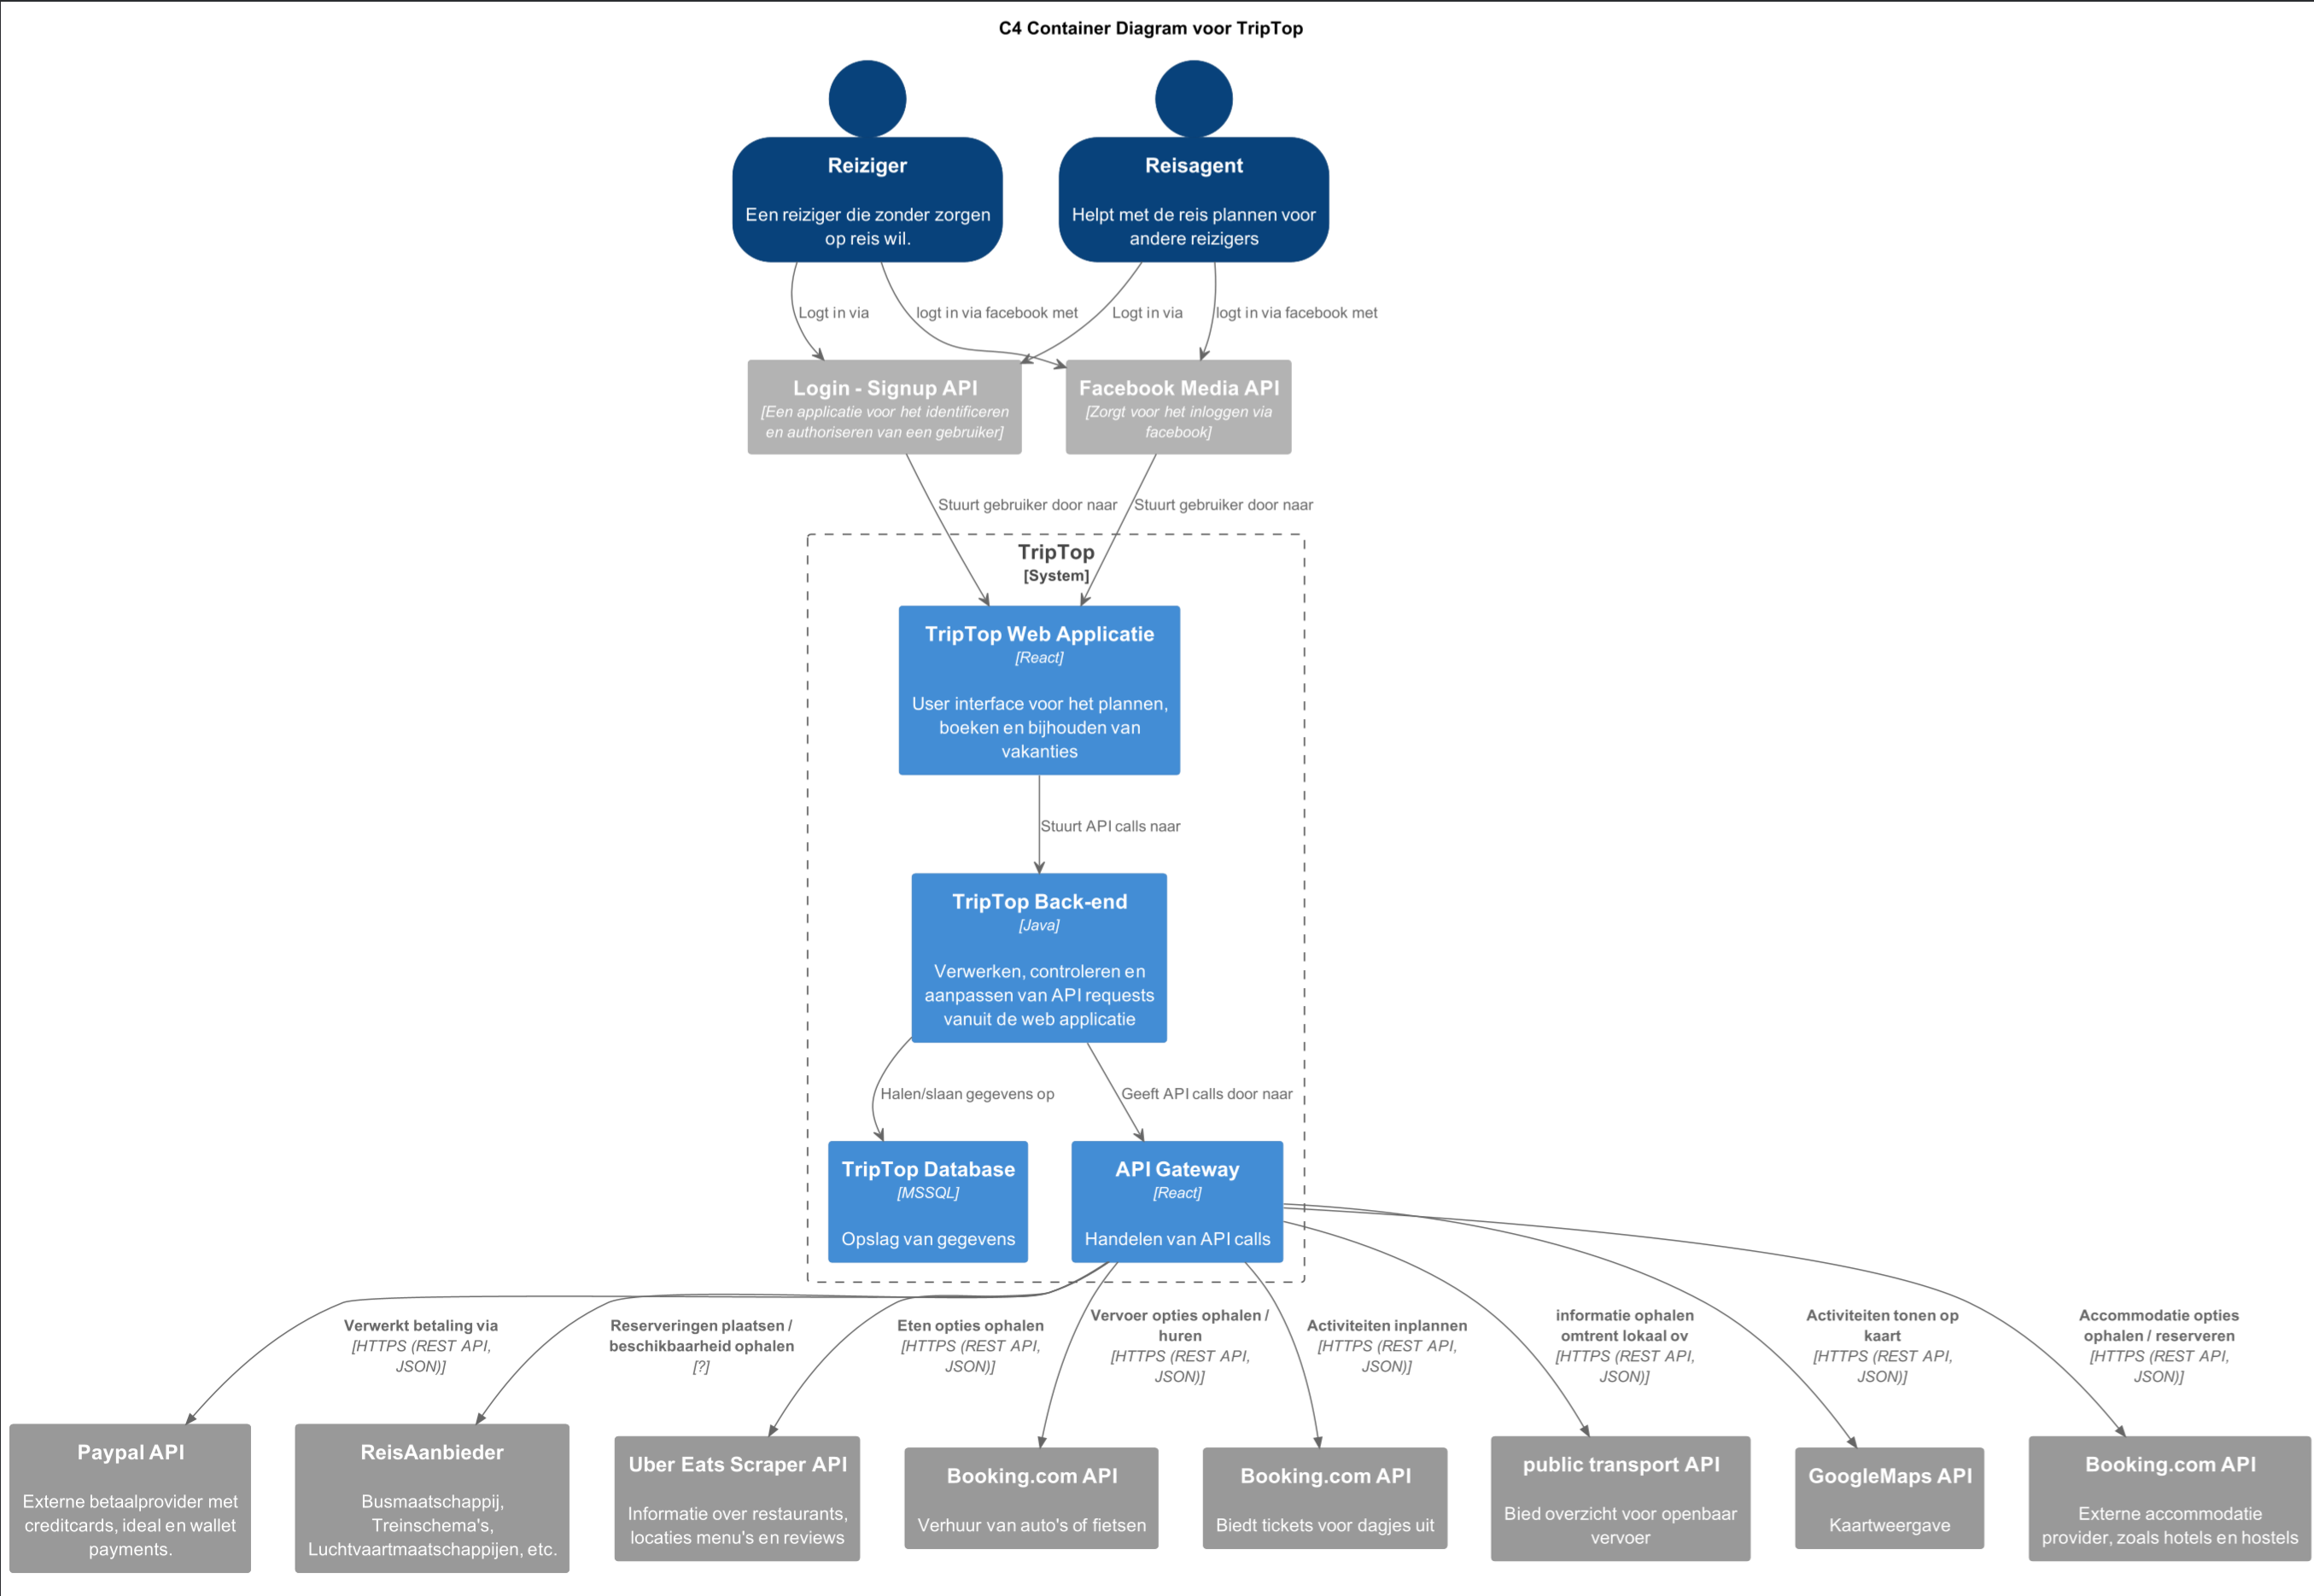 C4 Container Diagram voor TripTop
Reiziger
Een reiziger die zonder zorgen
op reis wil.
Reisagent
Helpt met de reis plannen voor
andere reizigers
Logt in via
logt in via facebook met
Logt in via
logt in via facebook met
Login - Signup API
[Een applicatie voor het identificeren
en authoriseren van een gebruiker]
Facebook Media API
[Zorgt voor het inloggen via
facebook]
Stuurt gebruiker door naar
Stuurt gebruiker door naar
TripTop
[System]
TripTop Web Applicatie
[React]
User interface voor het plannen,
boeken en bijhouden van
vakanties
Stuurt API calls naar
TripTop Back-end
[Java]
Verwerken, controleren en
aanpassen van API requests
vanuit de web applicatie
Halen/slaan gegevens op
Geeft API calls door naar
TripTop Database
[MSSQL]
Opslag van gegevens
API Gateway
[React]
Handelen van API calls
Verwerkt betaling via
[HTTPS (REST API,
JSON)]
Reserveringen plaatsen /
beschikbaarheid ophalen
[?]
Eten opties ophalen
[HTTPS (REST API,
JSON)]
Vervoer opties ophalen /
huren
[HTTPS (REST API,
JSON)]
Activiteiten inplannen
[HTTPS (REST API,
JSON)]
informatie ophalen
omtrent lokaal ov
[HTTPS (REST API,
JSON)]
Activiteiten tonen op
kaart
[HTTPS (REST API,
JSON)]
Accommodatie opties
ophalen / reserveren
[HTTPS (REST API,
JSON)]
Paypal API
Externe betaalprovider met
creditcards, ideal en wallet
payments.
ReisAanbieder
Busmaatschappij,
Treinschema's,
Luchtvaartmaatschappijen, etc.
Uber Eats Scraper API
Informatie over restaurants,
locaties menu's en reviews
Booking.com API
Verhuur van auto's of fietsen
Booking.com API
Biedt tickets voor dagjes uit
public transport API
Bied overzicht voor openbaar
vervoer
GoogleMaps API
Kaartweergave
Booking.com API
Externe accommodatie
provider, zoals hotels en hostels